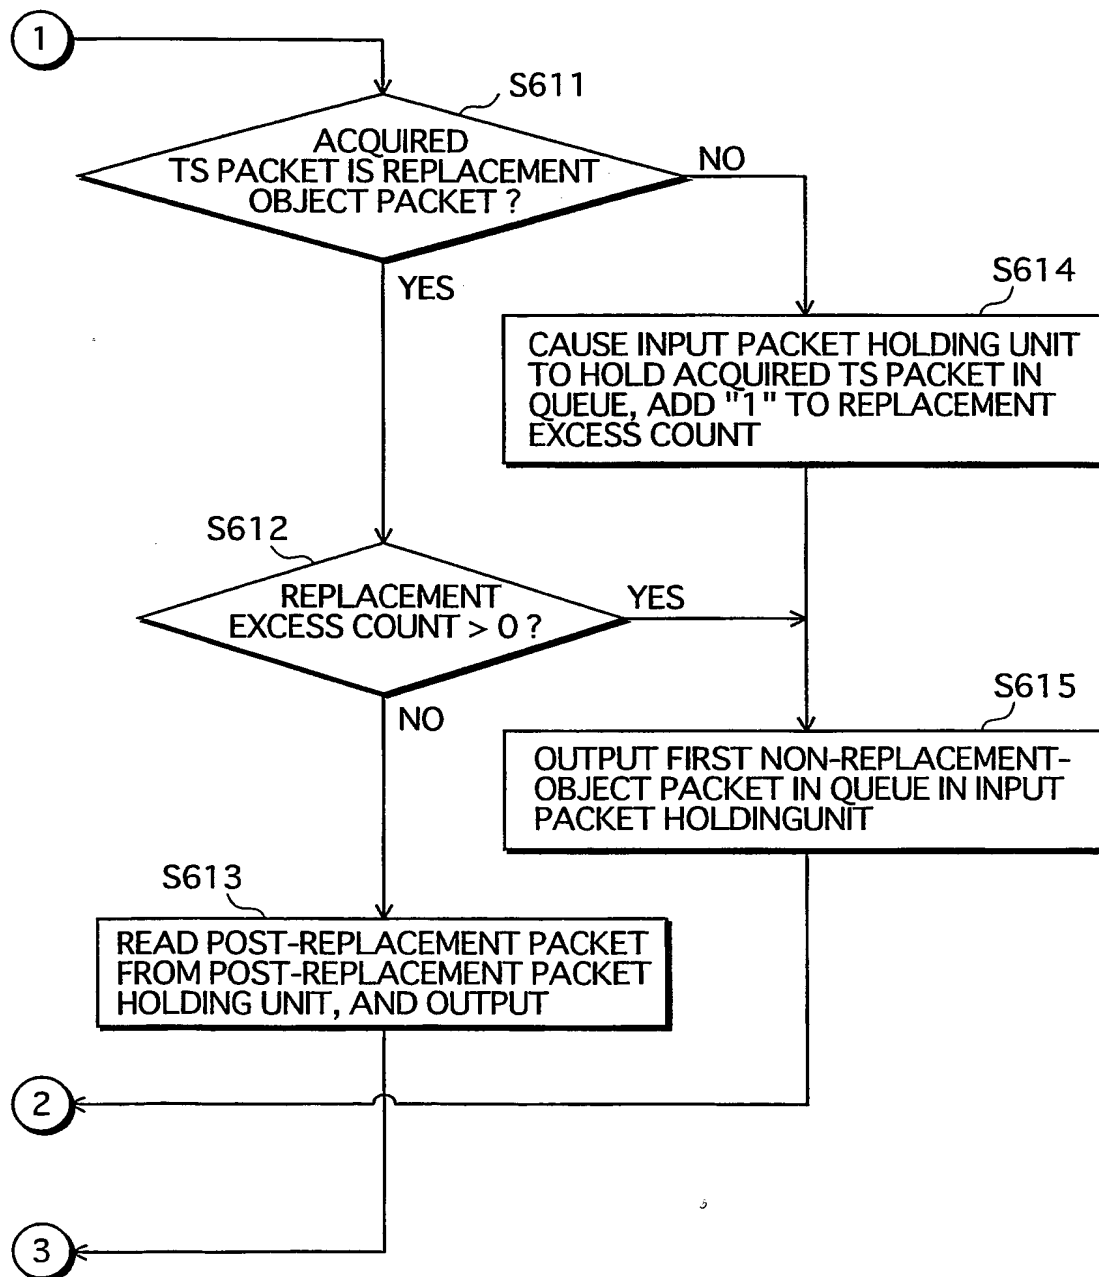 1
S611
ACQUIRED
TS PACKET IS REPLACEMENT
OBJECT PACKET ?
NO
YES
S614
CAUSE INPUT PACKET HOLDING UNIT
TO HOLD ACQUIRED TS PACKET IN
QUEUE, ADD "1" TO REPLACEMENT
EXCESS COUNT
S612
REPLACEMENT
EXCESS COUNT > 0 ?
YES
NO
S615
OUTPUT FIRST NON-REPLACEMENT-
OBJECT PACKET IN QUEUE IN INPUT
PACKET HOLDINGUNIT
S613
READ POST-REPLACEMENT PACKET
FROM POST-REPLACEMENT PACKET
HOLDING UNIT, AND OUTPUT
2
3